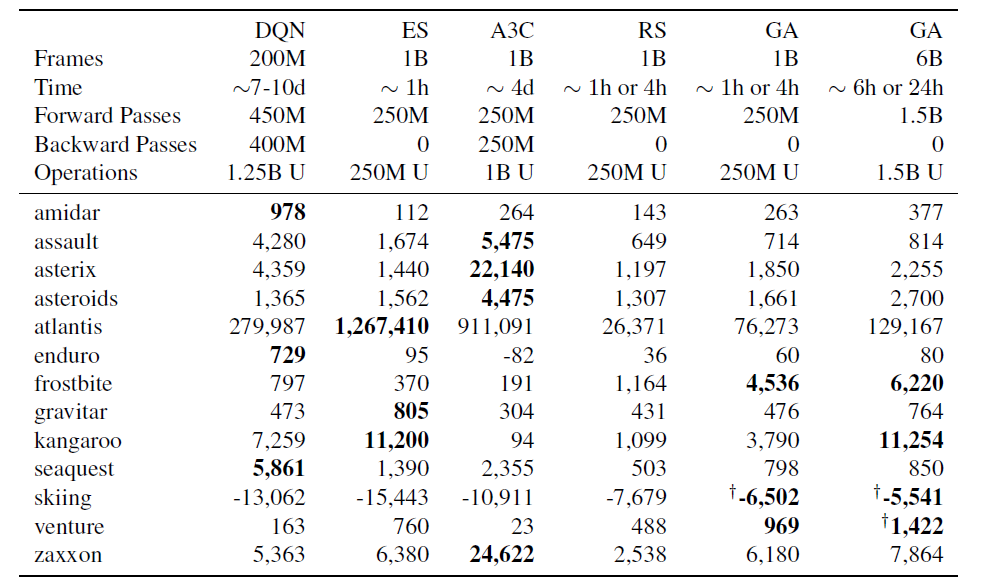 DQN ES A3C RS GA GA
Frames 200M 1B 1B 1B 1B 6B
Time ∼7-10d ∼ 1h ∼ 4d ∼ 1h or 4h ∼ 1h or 4h ∼ 6h or 24h
Forward Passes 450M 250M 250M 250M 250M 1.5B
Backward Passes 400M 0 250M 0 0 0
Operations 1.25B U 250M U 1B U 250M U 250M U 1.5B U
amidar 978 112 264 143 263 377
assault 4,280 1,674 5,475 649 714 814
asterix 4,359 1,440 22,140 1,197 1,850 2,255
asteroids 1,365 1,562 4,475 1,307 1,661 2,700
atlantis 279,987 1,267,410 911,091 26,371 76,273 129,167
enduro 729 95 -82 36 60 80
frostbite 797 370 191 1,164 4,536 6,220
gravitar 473 805 304 431 476 764
kangaroo 7,259 11,200 94 1,099 3,790 11,254
seaquest 5,861 1,390 2,355 503 798 850
skiing -13,062 -15,443 -10,911 -7,679 †-6,502 †-5,541
venture 163 760 23 488 969 †1,422
zaxxon 5,363 6,380 24,622 2,538 6,180 7,864